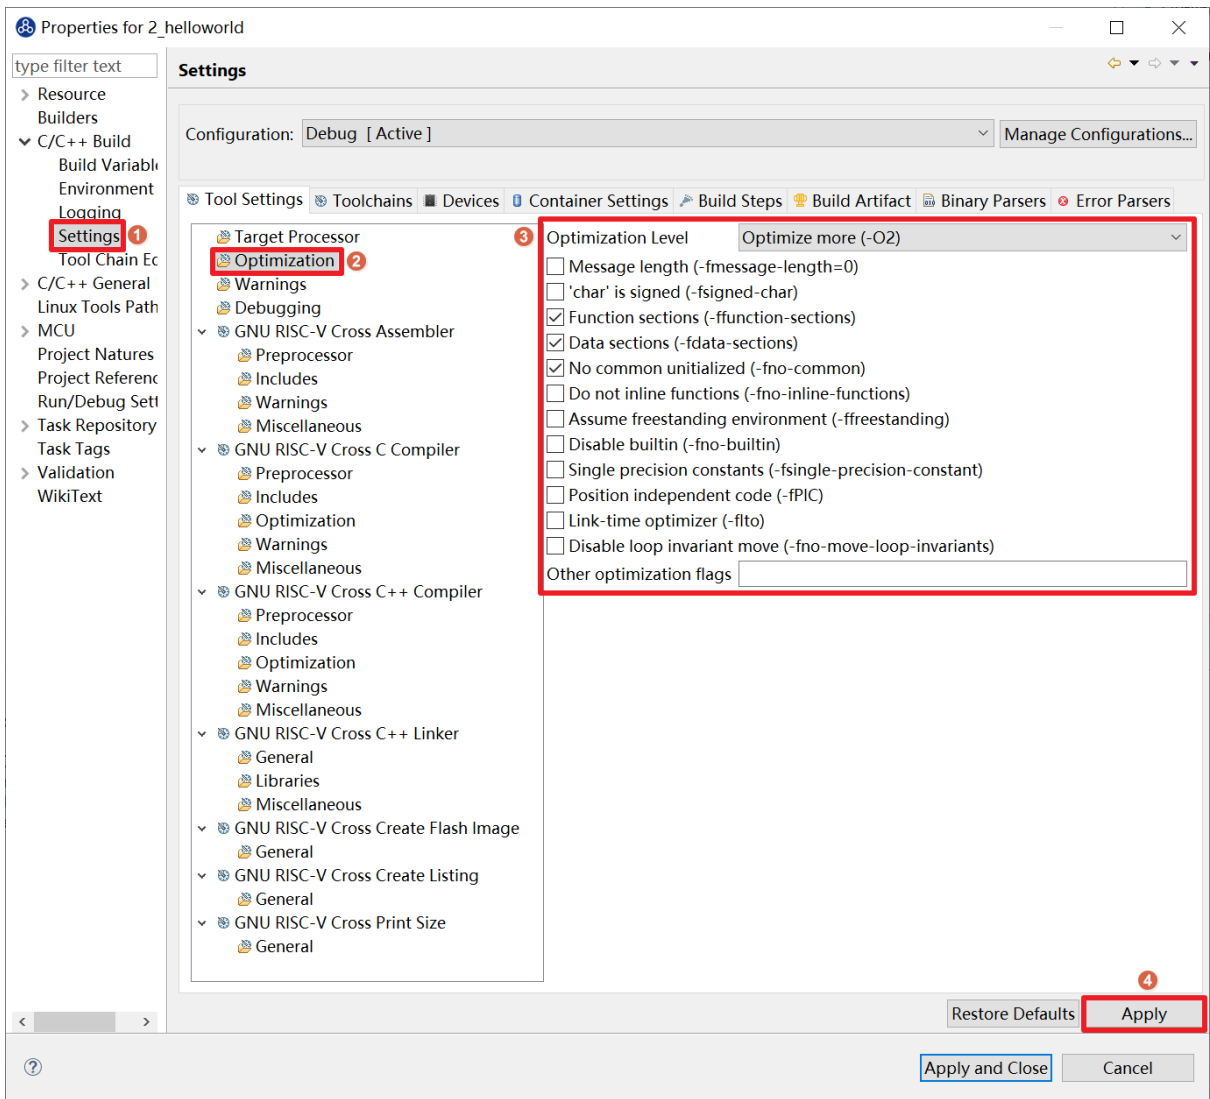 Properties for 2_helloworld
type filter text
Resource
Builders
C/C++ Build
Build Variabl
Environment
Logging
Settings
1
Tool Chain Ec
C/C++ General
Linux Tools Path
MCU
Project Natures
Project Referenc
Run/Debug Sett
Task Repository
Task Tags
Validation
WikiText
Settings
Configuration:
Debug [ Active ]
Manage Configurations...
Tool Settings
Toolchains
Devices
Container Settings
Build Steps
Build Artifact
Binary Parsers
Error Parsers
Target Processor
Optimization
2
Warnings
Debugging
GNU RISC-V Cross Assembler
Preprocessor
Includes
Warnings
Miscellaneous
GNU RISC-V Cross C Compiler
Preprocessor
Includes
Optimization
Warnings
Miscellaneous
GNU RISC-V Cross C++ Compiler
Preprocessor
Includes
Optimization
Warnings
Miscellaneous
GNU RISC-V Cross C++ Linker
General
Libraries
Miscellaneous
GNU RISC-V Cross Create Flash Image
General
GNU RISC-V Cross Create Listing
General
GNU RISC-V Cross Print Size
General
3
Optimization Level
Optimize more (-O2)
Message length (-fmessage-length=0)
'char' is signed (-fsigned-char)
Function sections (-ffunction-sections)
Data sections (-fdata-sections)
No common unitialized (-fno-common)
Do not inline functions (-fno-inline-functions)
Assume freestanding environment (-ffreestanding)
Disable builtin (-fno-builtin)
Single precision constants (-fsingle-precision-constant)
Position independent code (-fPIC)
Link-time optimizer (-flto)
Disable loop invariant move (-fno-move-loop-invariants)
Other optimization flags
4
Restore Defaults
Apply
?
Apply and Close
Cancel